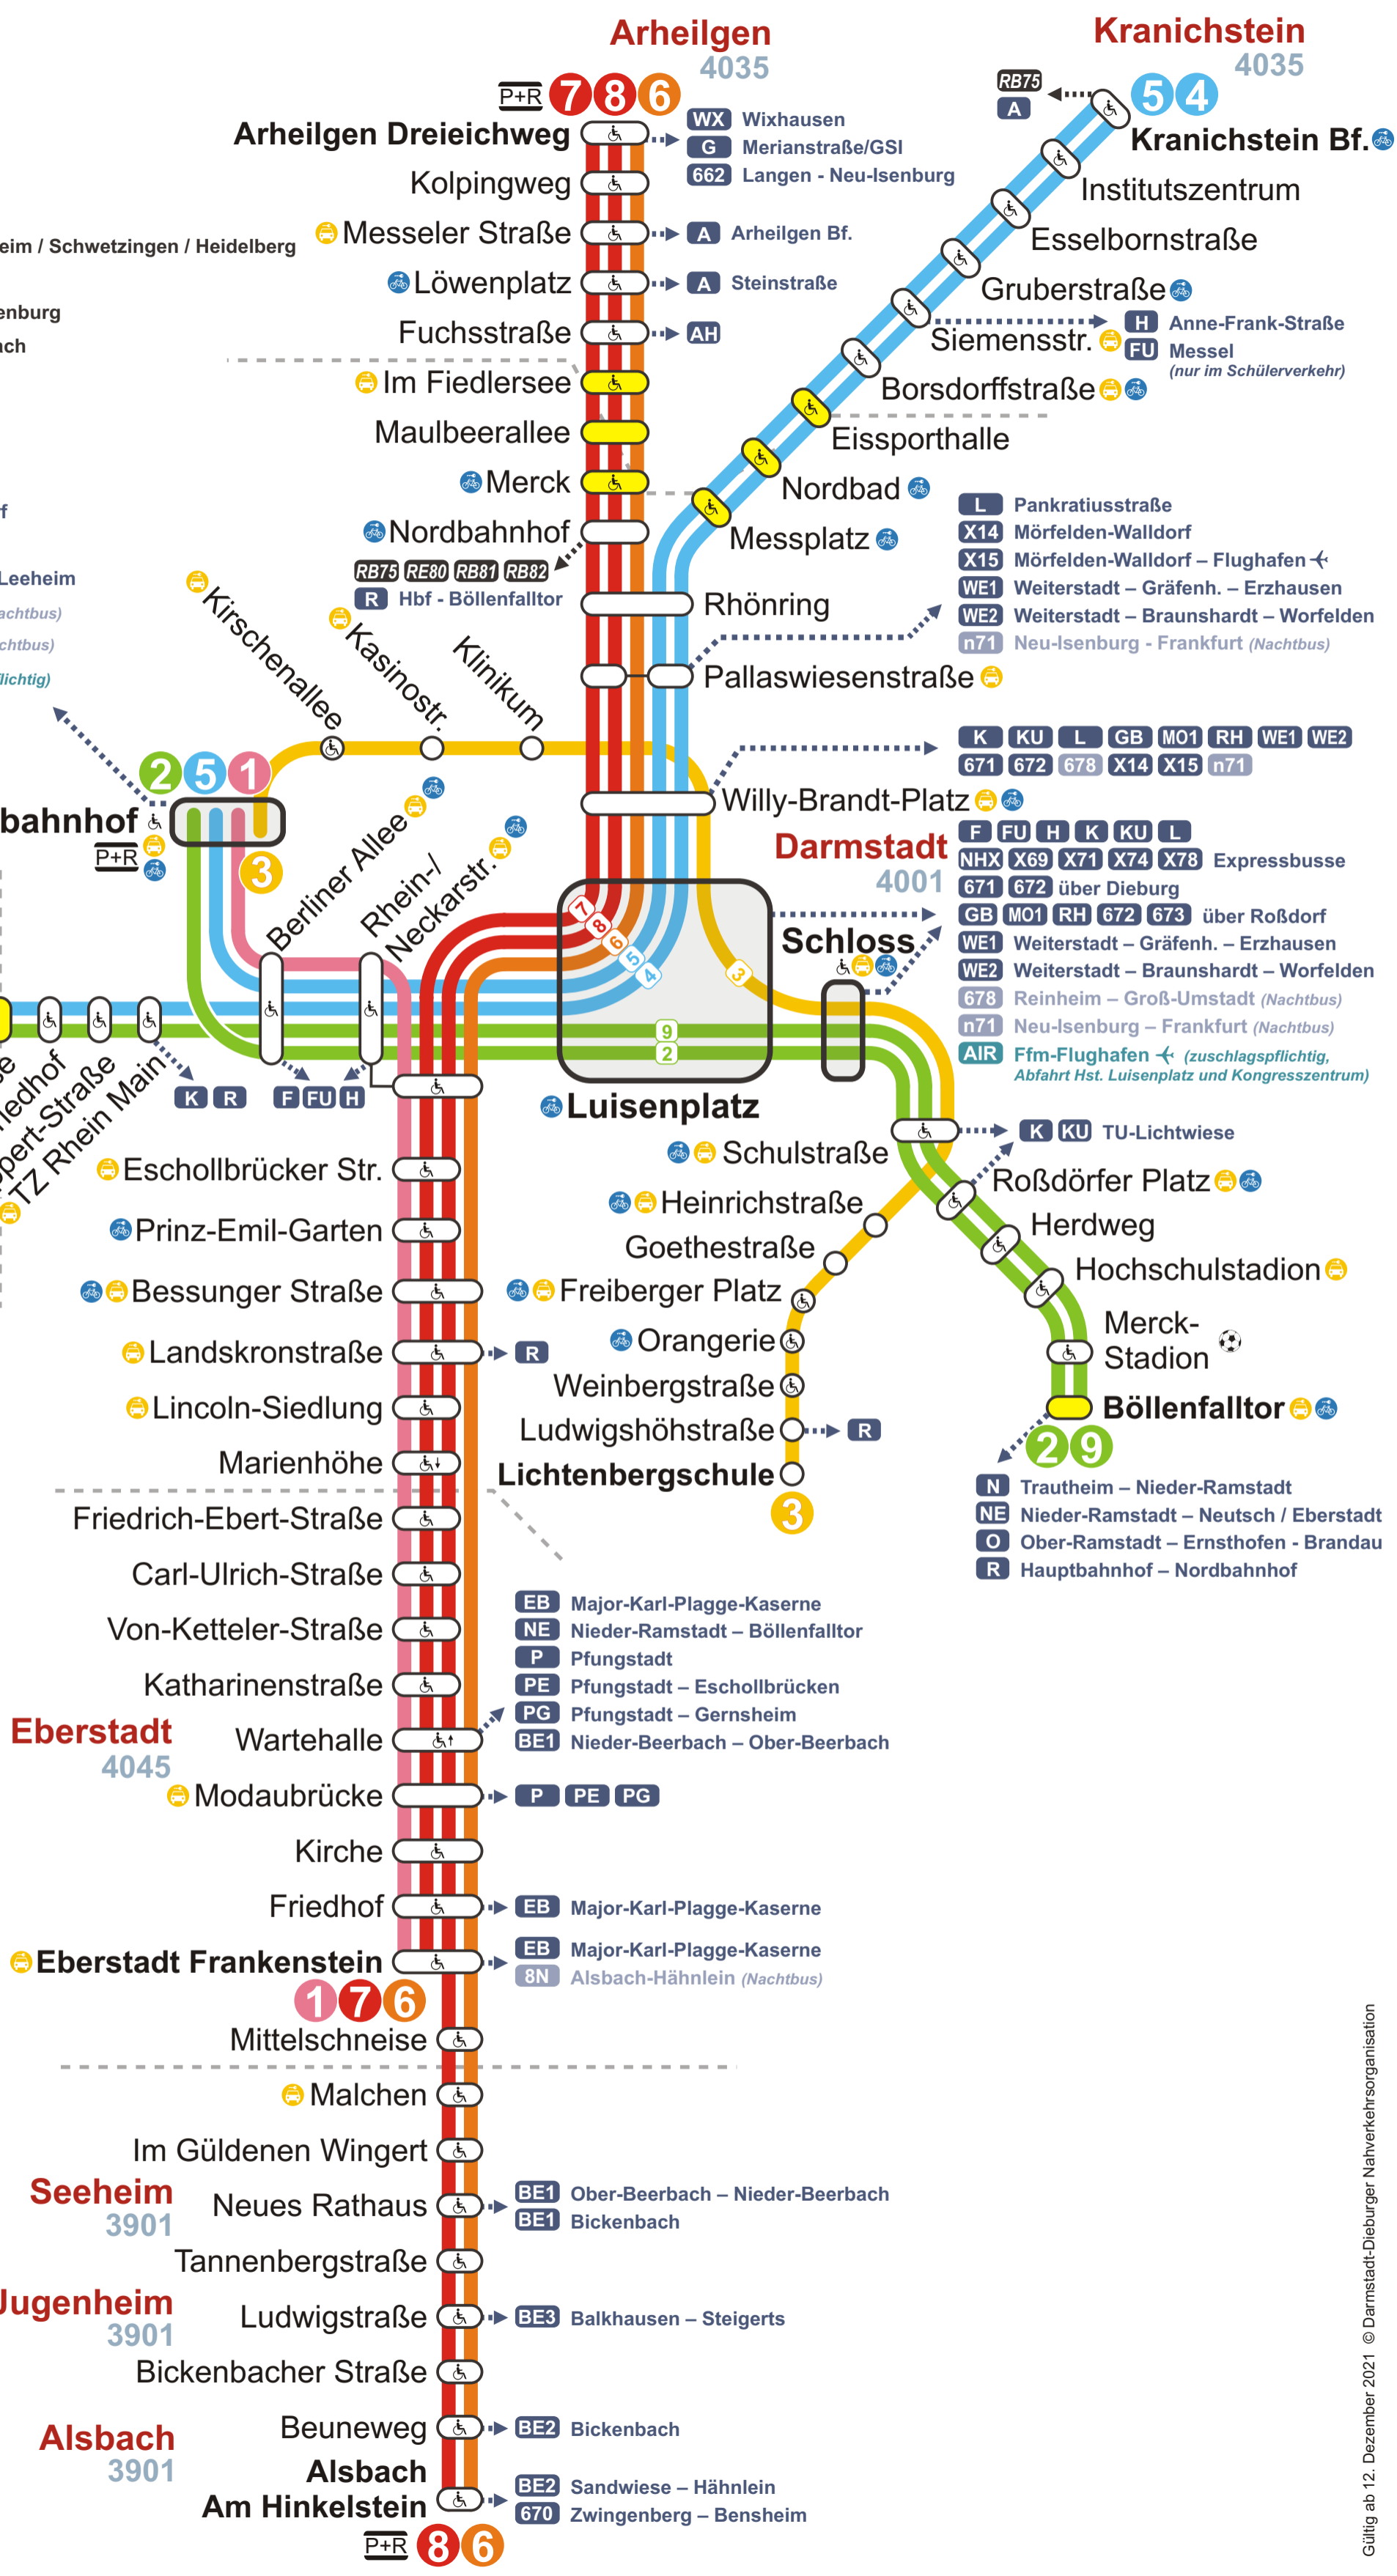 Arheilgen
4035
Kranichstein
4035
P+R 7 8 6
RB75
A
5 4
Arheilgen Dreieichweg
WX Wixhausen
G Merianstraße/GSI
662 Langen - Neu-Isenburg
Kranichstein Bf.
Kolpingweg
Institutszentrum
Messeler Straße
A Arheilgen Bf.
Esselbornstraße
eim / Schwetzingen / Heidelberg
Löwenplatz
A Steinstraße
Gruberstraße
enburg
Fuchsstraße
AH
Siemensstr.
H Anne-Frank-Straße
FU Messel
(nur im Schülerverkehr)
ach
Im Fiedlersee
Borsdorffstraße
Maulbeerallee
Eissporthalle
Merck
Nordbad
Nordbahnhof
Messplatz
RB75 RE80 RB81 RB82
R Hbf - Böllenfalltor
L Pankratiusstraße
X14 Mörfelden-Walldorf
X15 Mörfelden-Walldorf – Flughafen
WE1 Weiterstadt – Gräfenh. – Erzhausen
WE2 Weiterstadt – Braunshardt – Worfelden
n71 Neu-Isenburg - Frankfurt (Nachtbus)
f
Leeheim
achtbus)
chtbus)
lichtig)
Rhönring
Pallaswiesenstraße
Kirschenallee
Kasinostr.
Klinikum
K KU L GB MO1 RH WE1 WE2
671 672 678 X14 X15 n71
Willy-Brandt-Platz
2 5 1
bahnhof
P+R
3
Berliner Allee
Rhein-/
Neckarstr.
Darmstadt
4001
F FU H K KU L
NHX X69 X71 X74 X78 Expressbusse
671 672 über Dieburg
GB MO1 RH 672 673 über Roßdorf
WE1 Weiterstadt – Gräfenh. – Erzhausen
WE2 Weiterstadt – Braunshardt – Worfelden
678 Reinheim – Groß-Umstadt (Nachtbus)
n71 Neu-Isenburg – Frankfurt (Nachtbus)
AIR Ffm-Flughafen (zuschlagspflichtig,
Abfahrt Hst. Luisenplatz und Kongresszentrum)
7
8
6
5
4
3
9
2
Schloss
Luisenplatz
se
riedhof
pert-Straße
TZ Rhein Main
K R
F FU H
Schulstraße
K KU TU-Lichtwiese
Eschollbrücker Str.
Roßdörfer Platz
Heinrichstraße
Herdweg
Prinz-Emil-Garten
Goethestraße
Hochschulstadion
Bessunger Straße
Freiberger Platz
Merck-
Stadion
Landskronstraße
R
Orangerie
Lincoln-Siedlung
Weinbergstraße
Böllenfalltor
2 9
Marienhöhe
Ludwigshöhstraße
R
Lichtenbergschule
3
N Trautheim – Nieder-Ramstadt
NE Nieder-Ramstadt – Neutsch / Eberstadt
O Ober-Ramstadt – Ernsthofen - Brandau
R Hauptbahnhof – Nordbahnhof
Friedrich-Ebert-Straße
Carl-Ulrich-Straße
Von-Ketteler-Straße
Katharinenstraße
EB Major-Karl-Plagge-Kaserne
NE Nieder-Ramstadt – Böllenfalltor
P Pfungstadt
PE Pfungstadt – Eschollbrücken
PG Pfungstadt – Gernsheim
BE1 Nieder-Beerbach – Ober-Beerbach
Eberstadt
4045
Wartehalle
Modaubrücke
P PE PG
Kirche
Friedhof
EB Major-Karl-Plagge-Kaserne
Eberstadt Frankenstein
EB Major-Karl-Plagge-Kaserne
8N Alsbach-Hähnlein (Nachtbus)
1 7 6
Mittelschneise
Malchen
Im Güldenen Wingert
Seeheim
3901
Neues Rathaus
BE1 Ober-Beerbach – Nieder-Beerbach
BE1 Bickenbach
Tannenbergstraße
Jugenheim
3901
Ludwigstraße
BE3 Balkhausen – Steigerts
Bickenbacher Straße
Alsbach
3901
Beuneweg
BE2 Bickenbach
Alsbach
Am Hinkelstein
BE2 Sandwiese – Hähnlein
670 Zwingenberg – Bensheim
P+R 8 6
Gültig ab 12. Dezember 2021 © Darmstadt-Dieburger Nahverkehrsorganisation